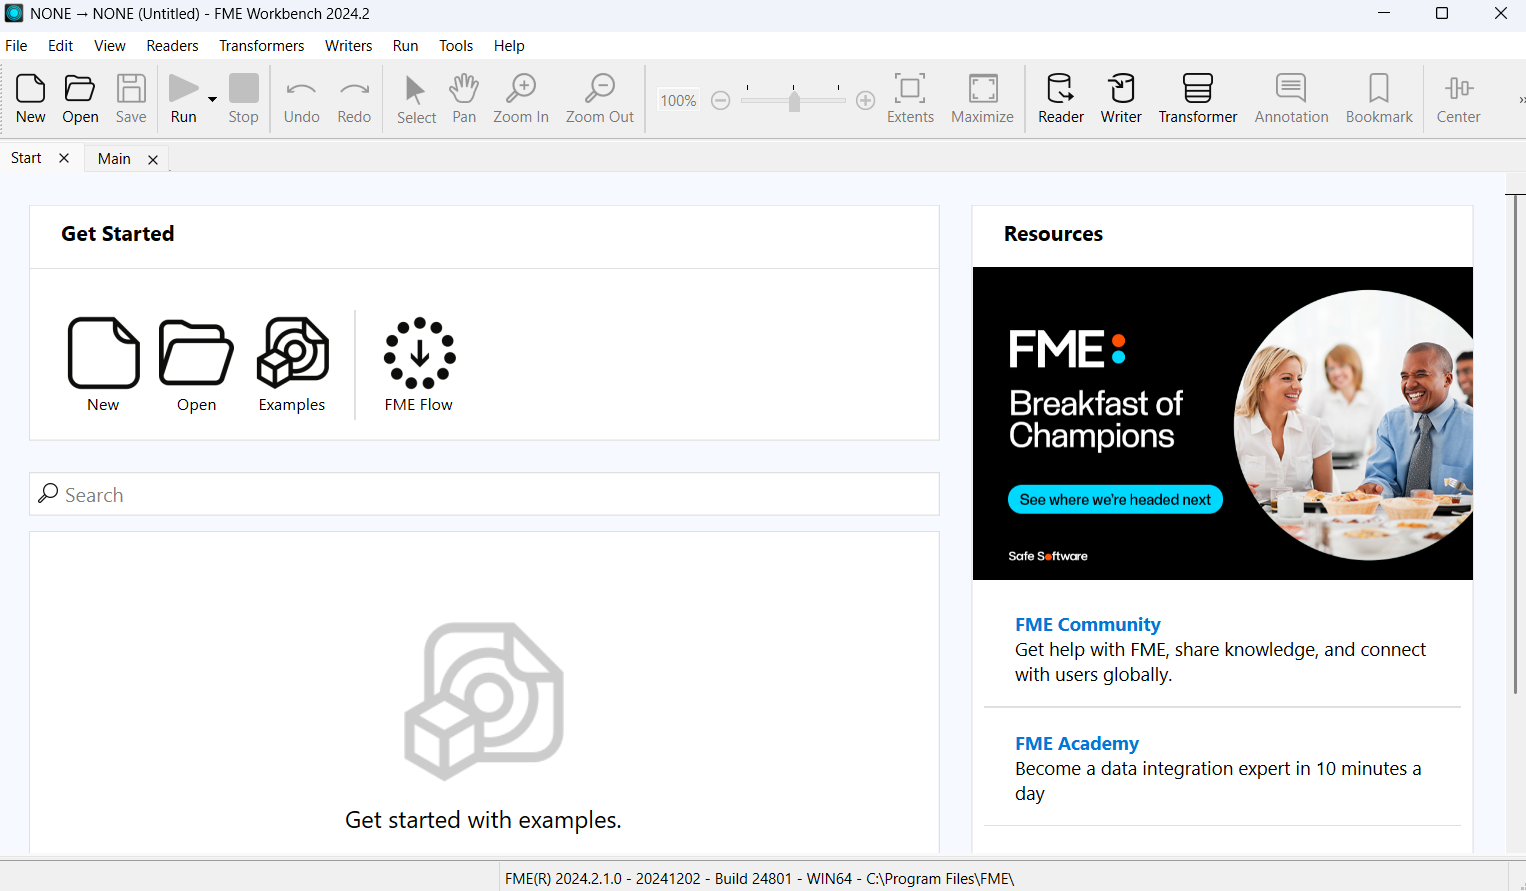 NONE → NONE (Untitled) - FME Workbench 2024.2
File Edit View Readers Transformers Writers Run Tools Help
New Open Save Run Stop Undo Redo Select Pan Zoom In Zoom Out 100% Extents Maximize Reader Writer Transformer Annotation Bookmark Center
Start Main
Get Started
New Open Examples FME Flow
Search
Get started with examples.
Resources
FME
Breakfast of
Champions
See where we're headed next
Safe Software
FME Community
Get help with FME, share knowledge, and connect
with users globally.
FME Academy
Become a data integration expert in 10 minutes a
day
FME(R) 2024.2.1.0 - 20241202 - Build 24801 - WIN64 - C:\Program Files\FME\